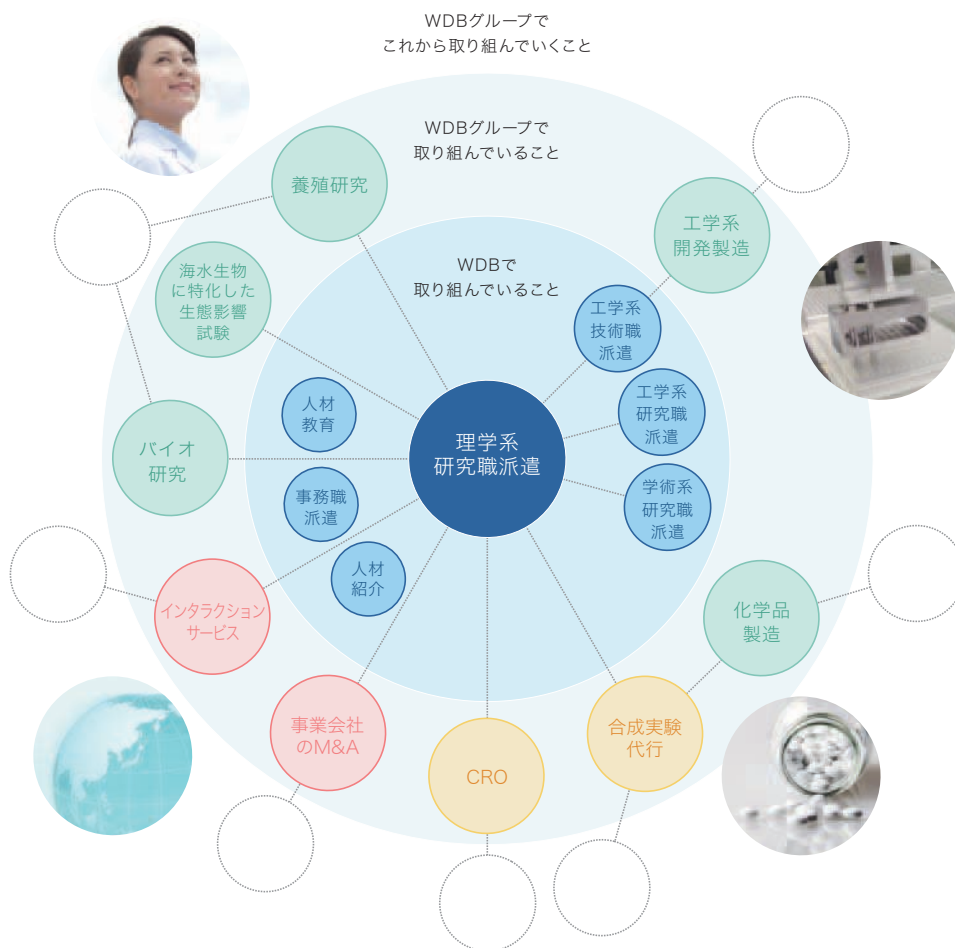 WDBグループで
これから取り組んでいくこと
WDBグループで
取り組んでいること
WDBで
取り組んでいること
養殖研究
工学系
開発製造
海水生物
に特化した
生態影響
試験
工学系
技術職
派遣
人材
教育
工学系
研究職
派遣
理学系
研究職派遣
バイオ
研究
事務職
派遣
学術系
研究職
派遣
人材
紹介
インタラクション
サービス
化学品
製造
事業会社
のM&A
CRO
合成実験
代行